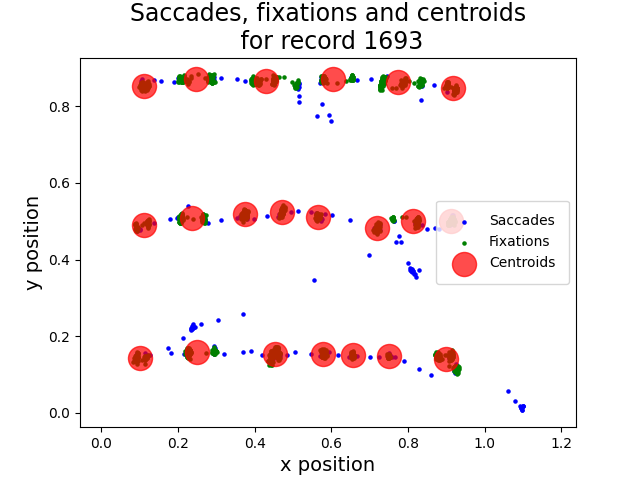 Saccades, fixations and centroids
for record 1693
y position
0.8
0.6
0.4
0.2
0.0
Saccades
Fixations
Centroids
0.0 0.2 0.4 0.6 0.8 1.0 1.2
x position